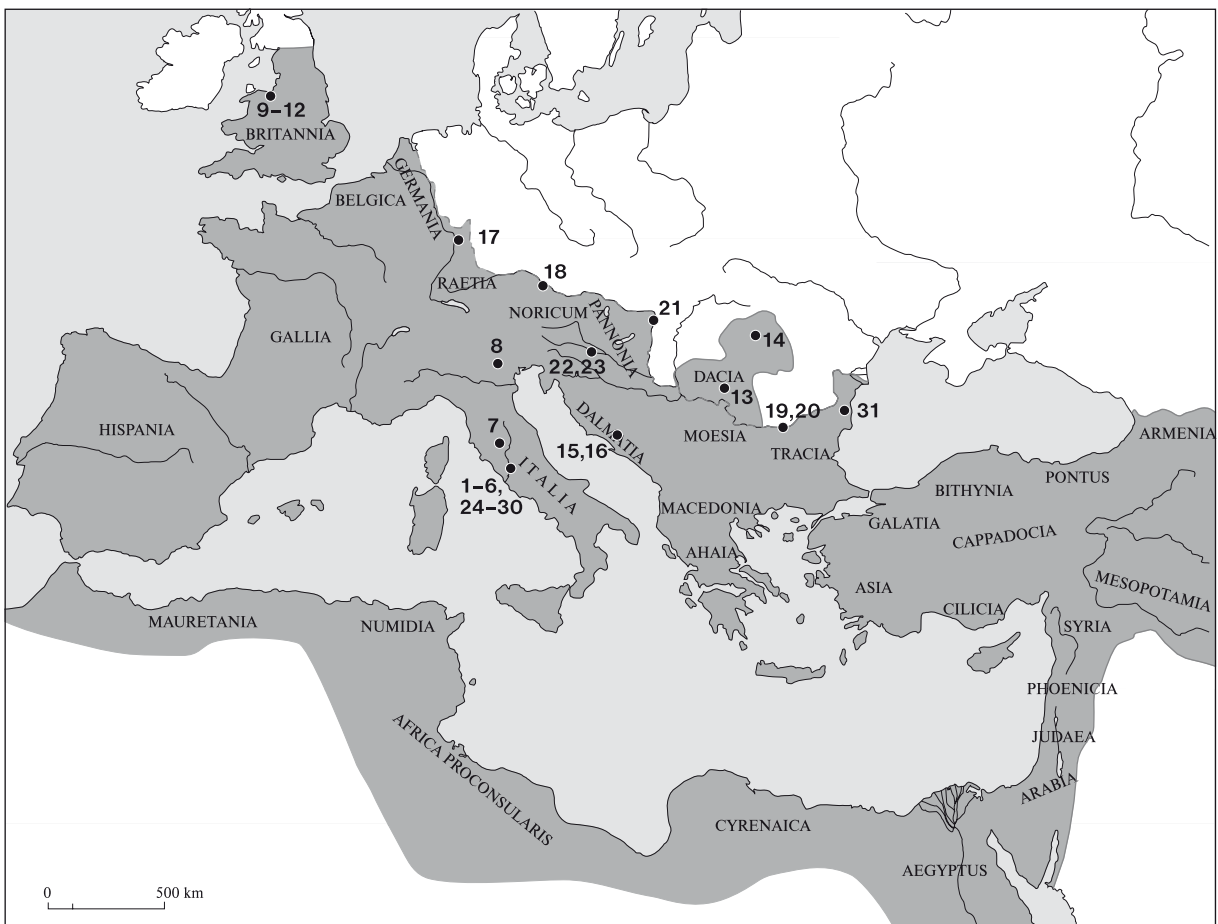 9–12
BRITANNIA
BELGICA
GERMANIA
17
18
RAETIA
NORICUM
PANNONIA
21
14
GALLIA
8
22,23
DACIA
13
19,20
31
HISPANIA
7
DALMATIA
15,16
MOESIA
TRACIA
ARMENIA
ITALIA
1–6,
24–30
MACEDONIA
BITHYNIA
PONTUS
GALATIA
CAPPADOCIA
AHAIA
ASIA
MESOPOTAMIA
CILICIA
MAURETANIA
NUMIDIA
SYRIA
PHOENICIA
JUDAEA
AFRICA PROCONSULARIS
ARABIA
CYRENAICA
AEGYPTUS
0 500 km